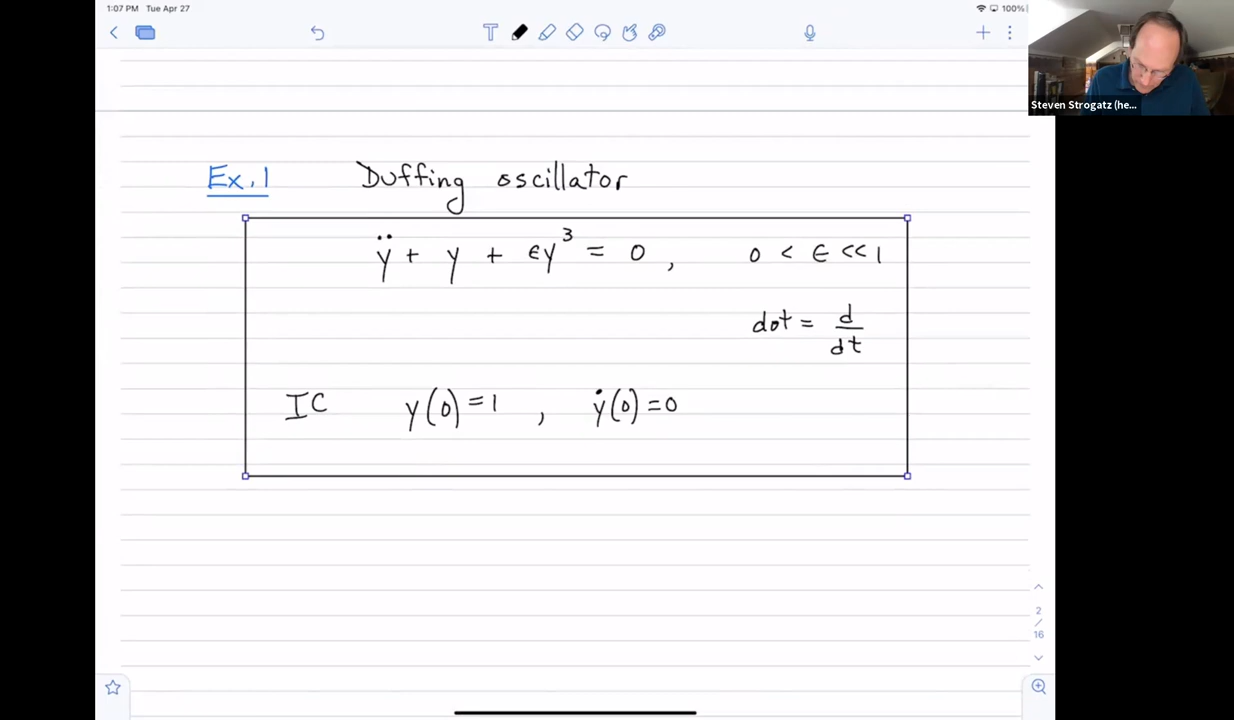 1:07 PM Tue Apr 27
100%
T
Steven Strogatz (he...
Ex. 1 Duffing oscillator
ÿ + y + ϵy³ = 0 , 0 < ϵ << 1
dot = d/dt
IC y(0) = 1 , ẏ(0) = 0
2
/
16